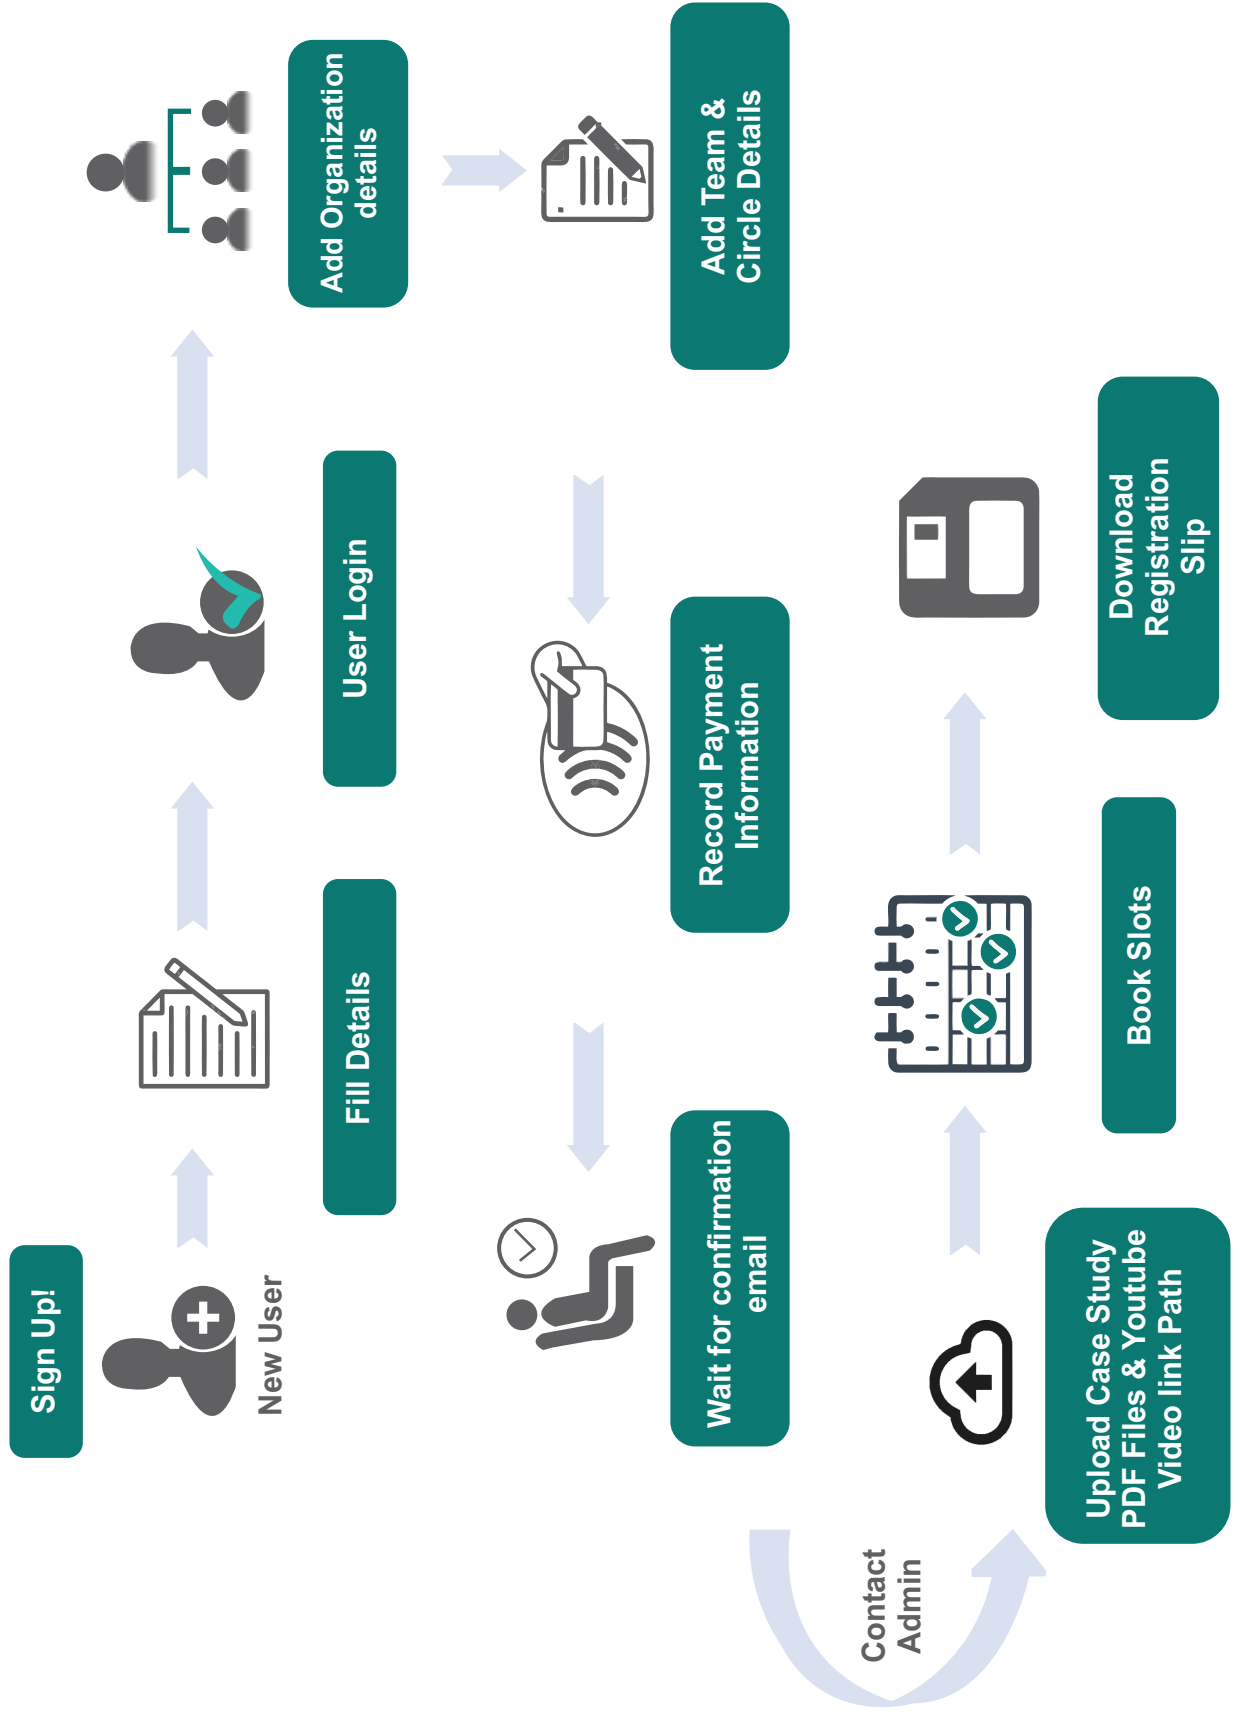 Sign Up!
New User
Fill Details
User Login
Add Organization
details
Add Team &
Circle Details
Record Payment
Information
Wait for confirmation
email
Contact
Admin
Upload Case Study
PDF Files & Youtube
Video link Path
Book Slots
Download
Registration
Slip